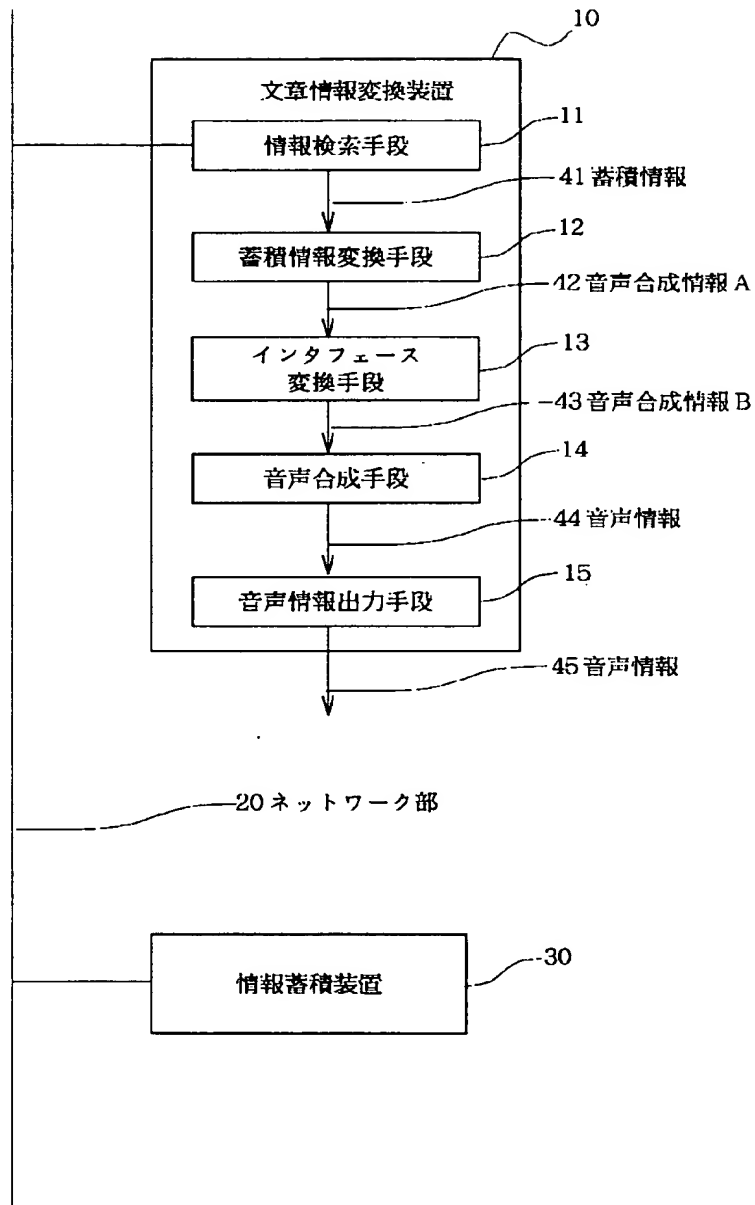 10
文章情報変換装置
11
情報検索手段
41 蓄積情報
12
蓄積情報変換手段
42 音声合成情報A
13
インタフェース
変換手段
43 音声合成情報B
14
音声合成手段
44 音声情報
15
音声情報出力手段
45 音声情報
20 ネットワーク部
30
情報蓄積装置